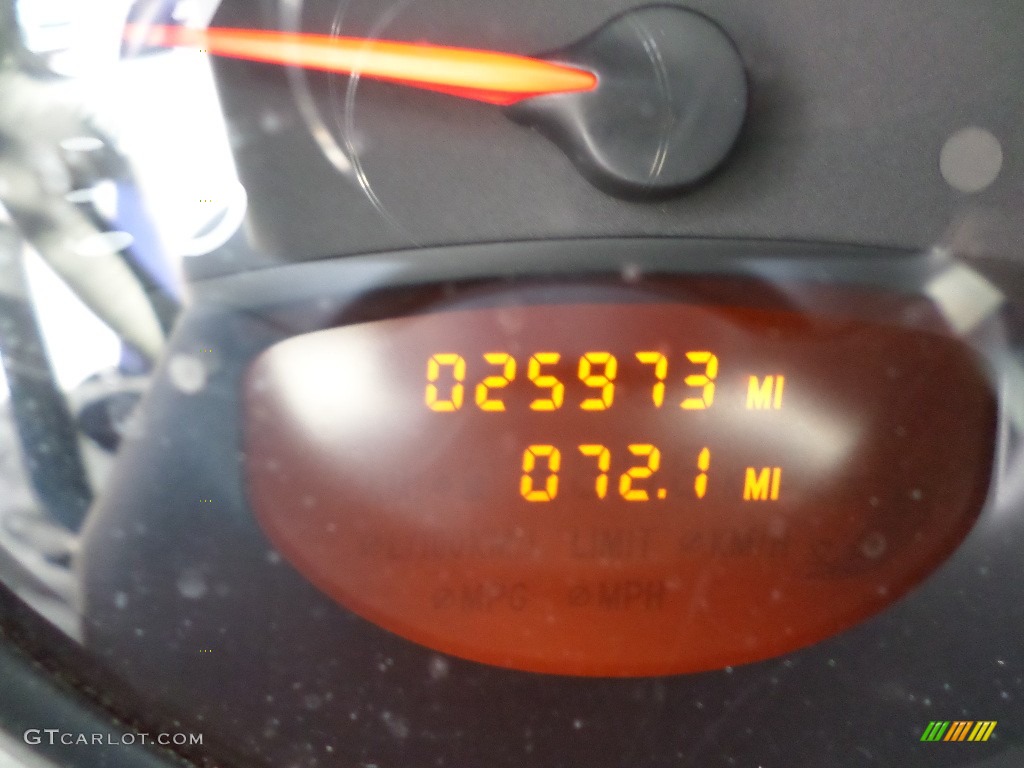 025973 MI
072.1 MI
LIMIT
MPG MPH
GTCARLOT.COM